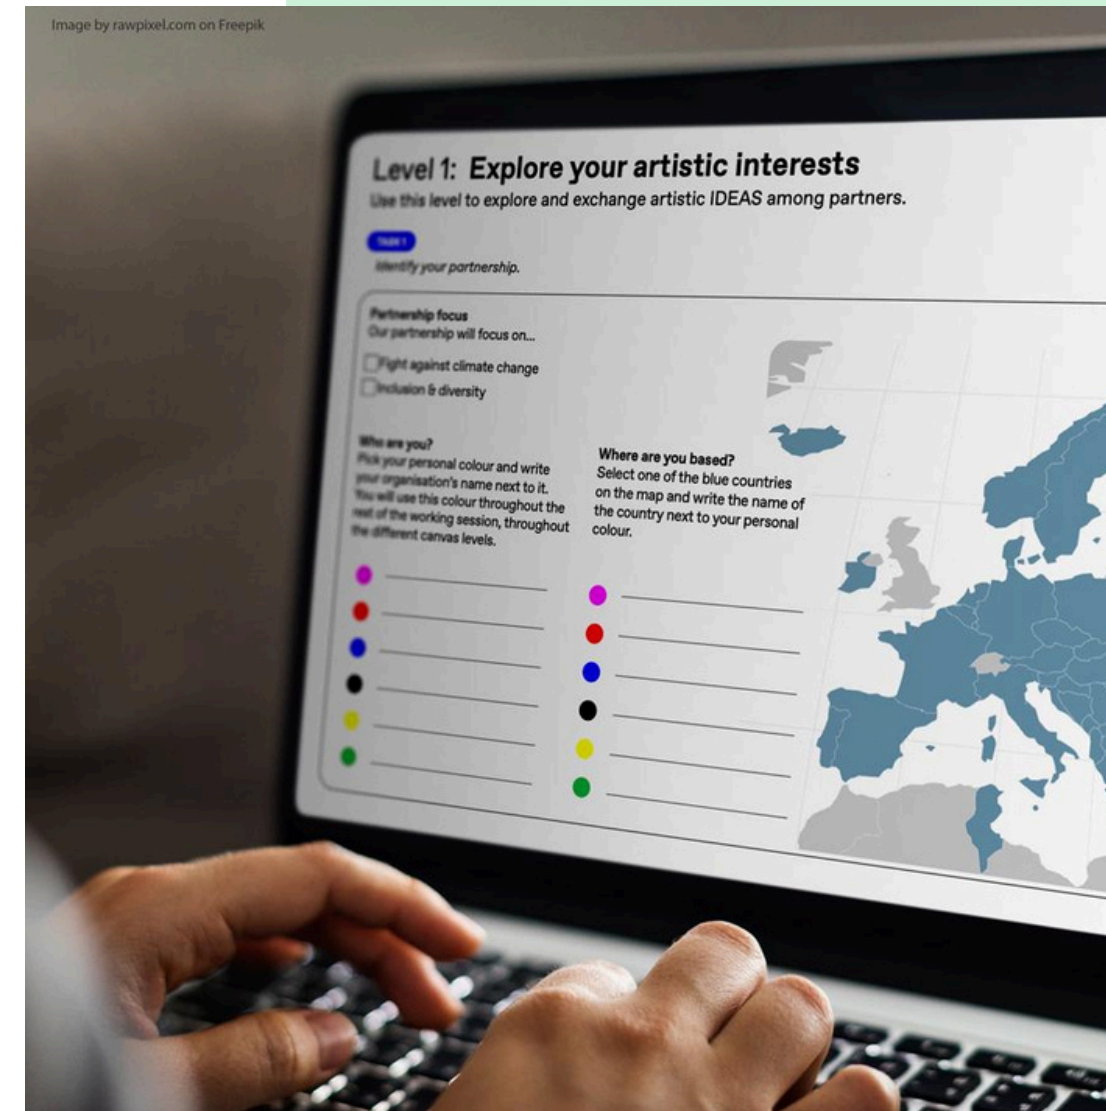 Image by rawpixel.com on Freepik
Level 1: Explore your artistic interests
Use this level to explore and exchange artistic IDEAS among partners.
TASK 1
Identify your partnership.
Partnership focus
Our partnership will focus on...
Fight against climate change
Inclusion & diversity
Who are you?
Pick your personal colour and write
your organisation's name next to it.
You will use this colour throughout the
rest of the working session, throughout
the different canvas levels.
Where are you based?
Select one of the blue countries
on the map and write the name of
the country next to your personal
colour.